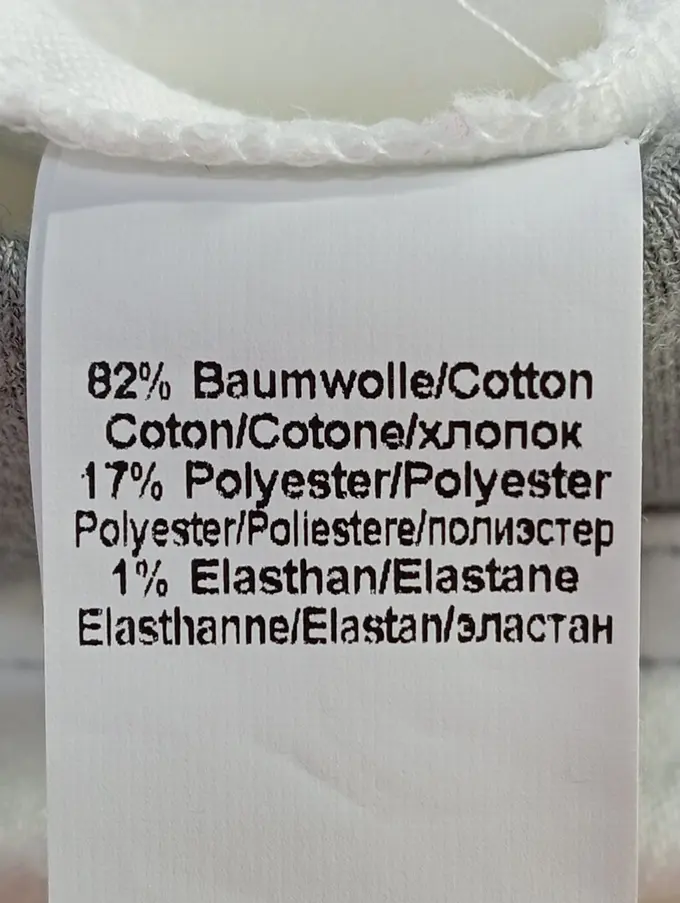 82% Baumwolle/Cotton
Coton/Cotone/хлопок
17% Polyester/Polyester
Polyester/Poliestere/полиэстер
1% Elasthan/Elastane
Elasthanne/Elastan/эластан